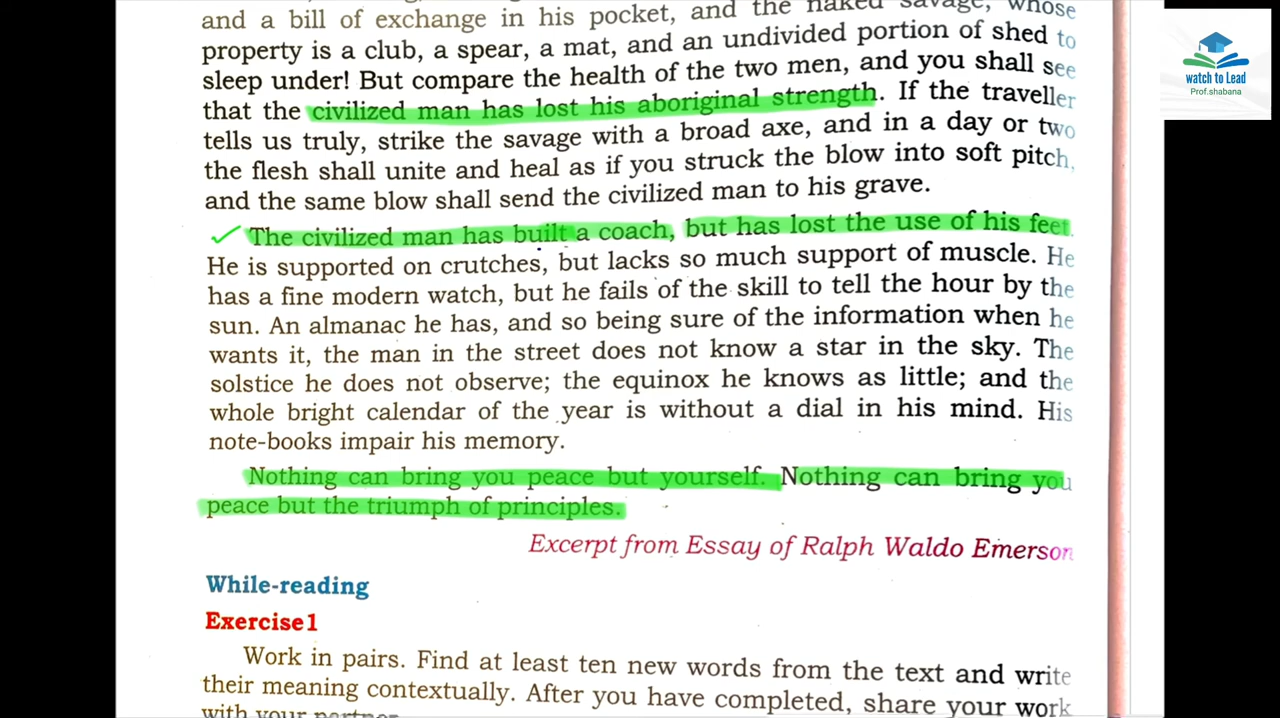 and a bill of exchange in his pocket, and the naked savage, whose
property is a club, a spear, a mat, and an undivided portion of shed to
sleep under! But compare the health of the two men, and you shall see
that the civilized man has lost his aboriginal strength. If the traveller
tells us truly, strike the savage with a broad axe, and in a day or two
the flesh shall unite and heal as if you struck the blow into soft pitch,
and the same blow shall send the civilized man to his grave.
The civilized man has built a coach, but has lost the use of his feet.
He is supported on crutches, but lacks so much support of muscle. He
has a fine modern watch, but he fails of the skill to tell the hour by the
sun. An almanac he has, and so being sure of the information when he
wants it, the man in the street does not know a star in the sky. The
solstice he does not observe; the equinox he knows as little; and the
whole bright calendar of the year is without a dial in his mind. His
note-books impair his memory.
Nothing can bring you peace but yourself. Nothing can bring you
peace but the triumph of principles.
Excerpt from Essay of Ralph Waldo Emerson
While-reading
Exercise1
Work in pairs. Find at least ten new words from the text and write
their meaning contextually. After you have completed, share your work
with your partner
watch to Lead
Prof.shabana